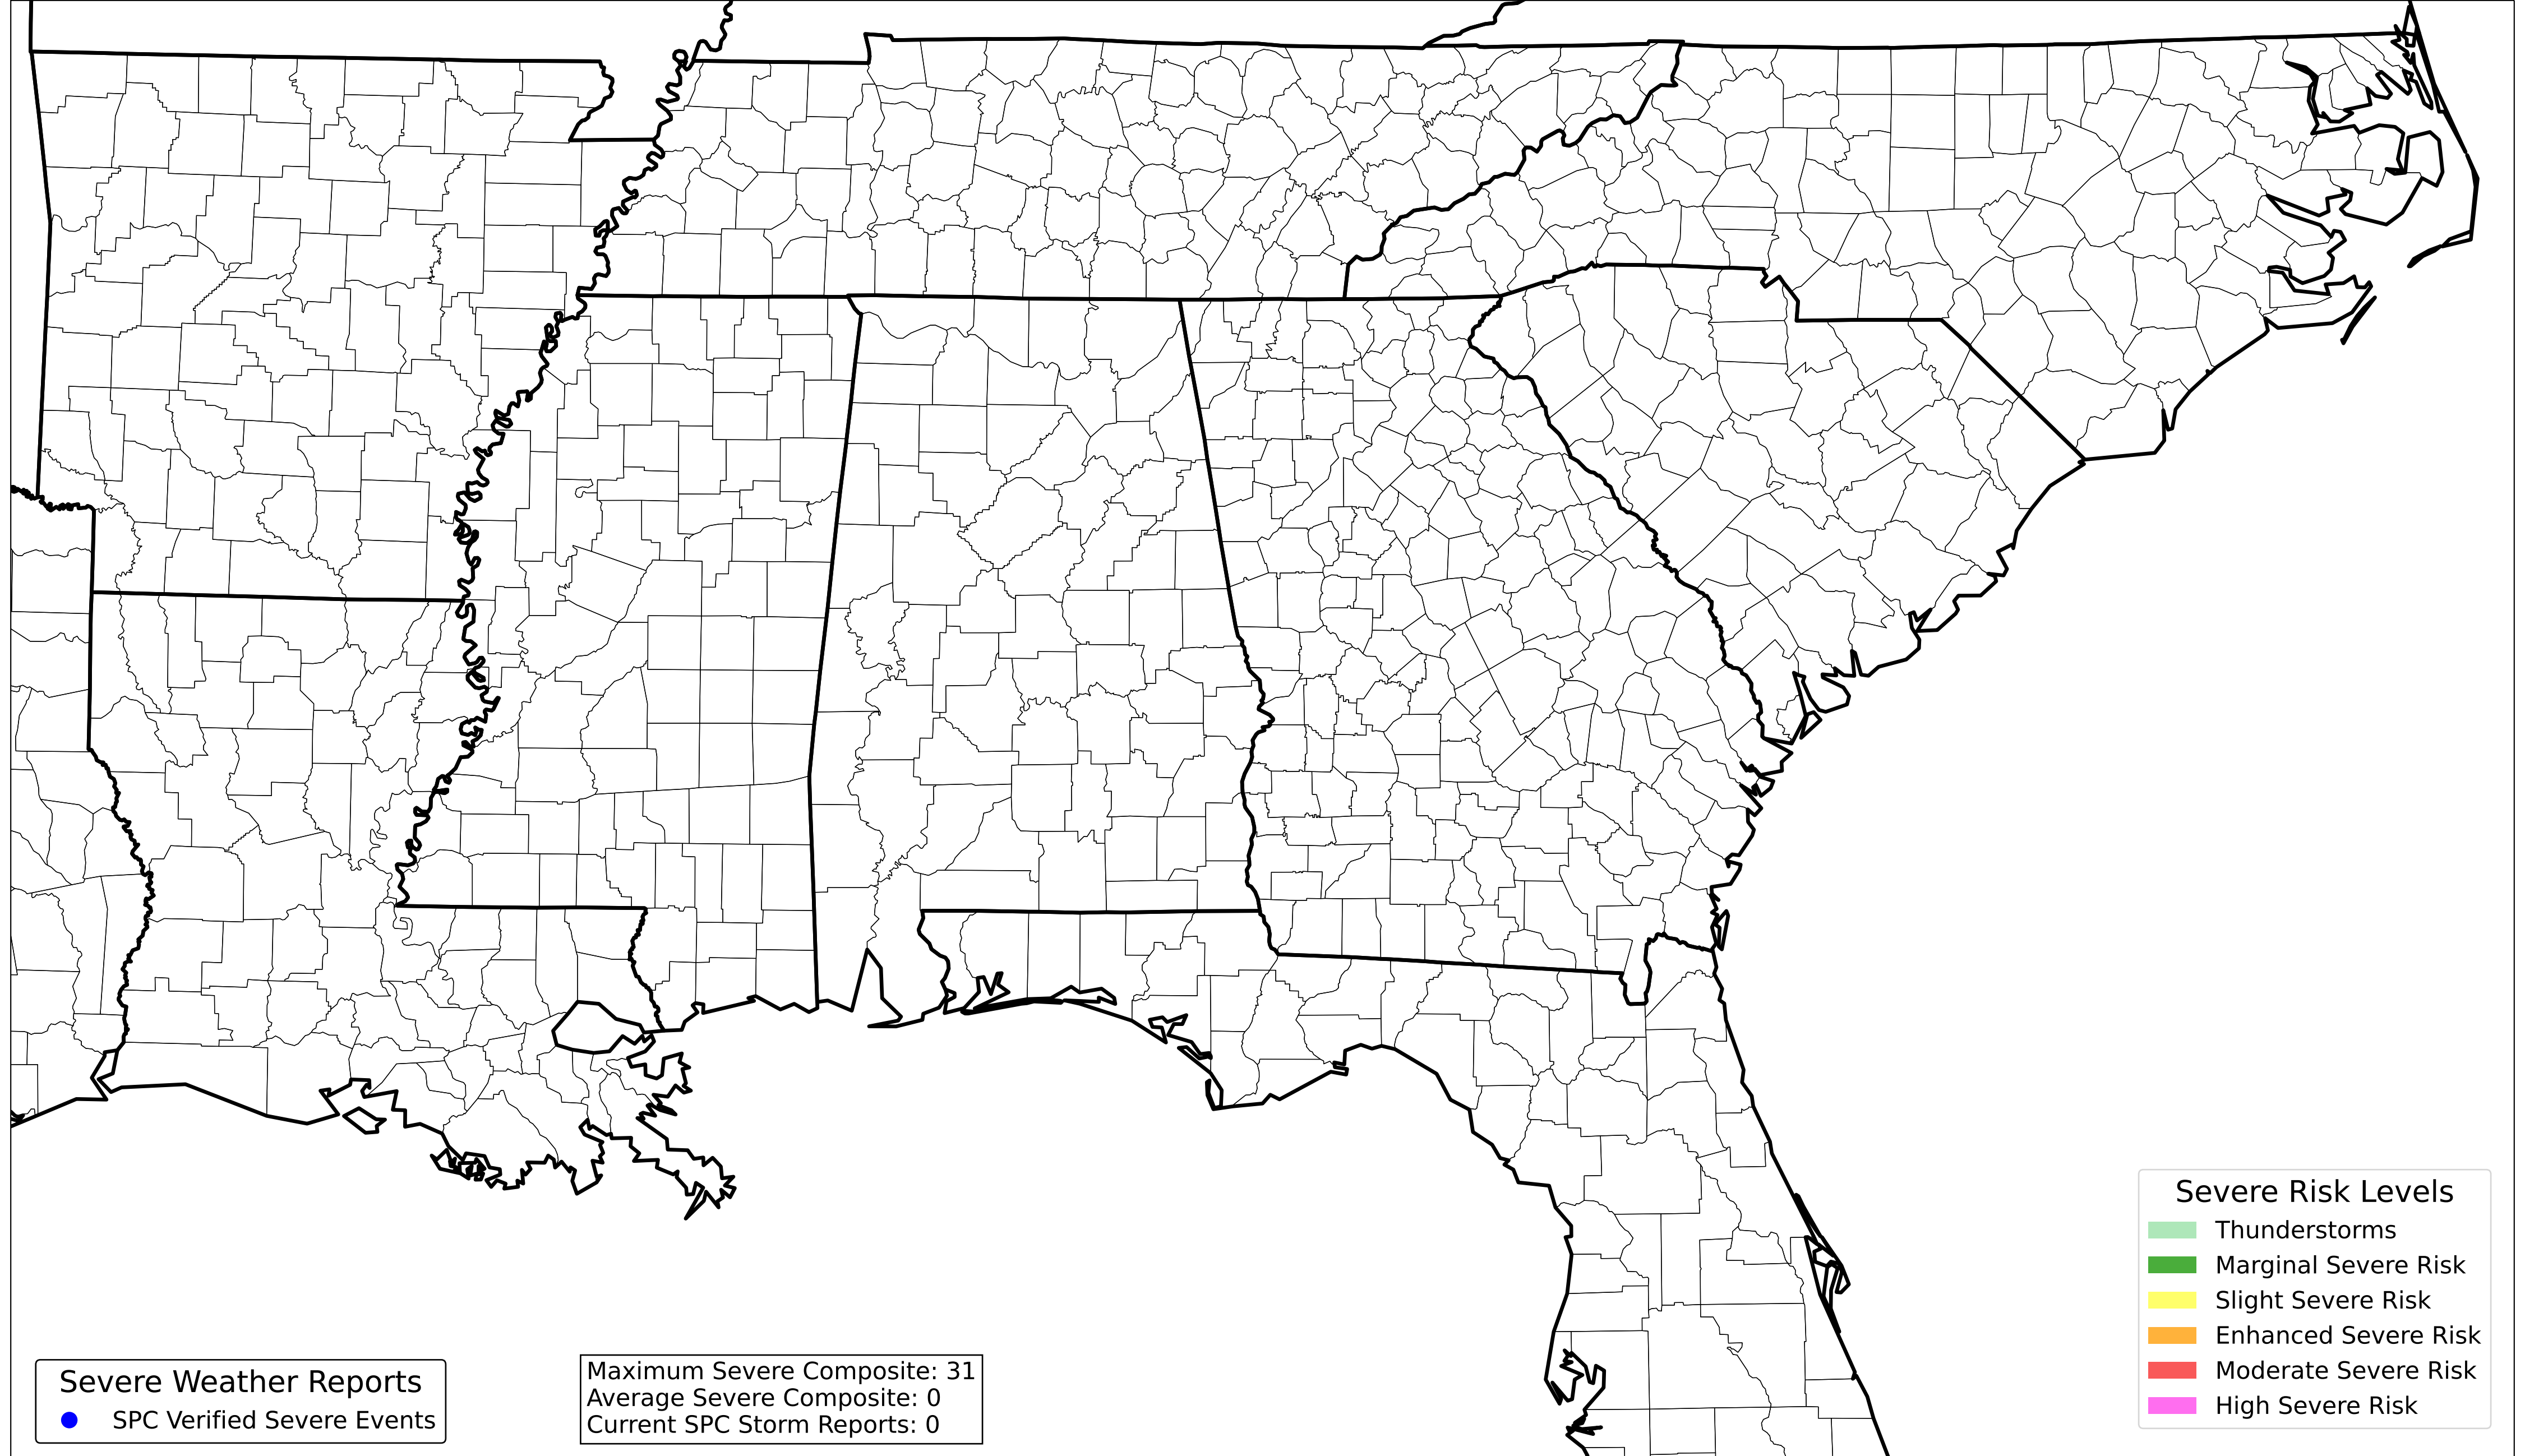 Severe Weather Reports
SPC Verified Severe Events
Maximum Severe Composite: 31
Average Severe Composite: 0
Current SPC Storm Reports: 0
Severe Risk Levels
Thunderstorms
Marginal Severe Risk
Slight Severe Risk
Enhanced Severe Risk
Moderate Severe Risk
High Severe Risk